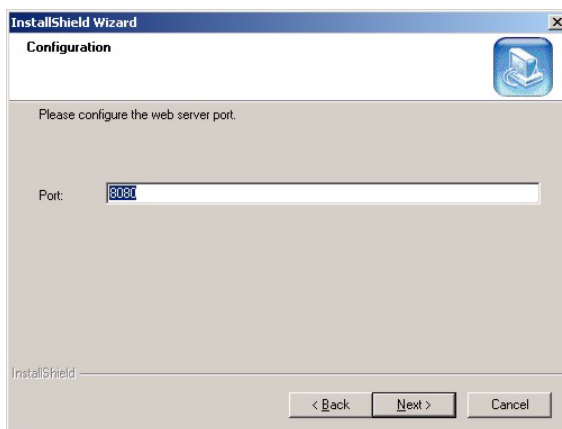 InstallShield Wizard
Configuration
Please configure the web server port.
Port: 8080
InstallShield
< Back Next > Cancel